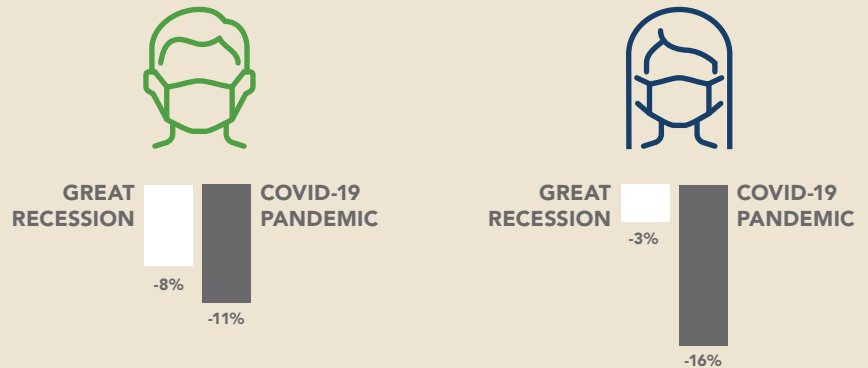 GREAT
RECESSION
COVID-19
PANDEMIC
-8%
-11%
GREAT
RECESSION
COVID-19
PANDEMIC
-3%
-16%